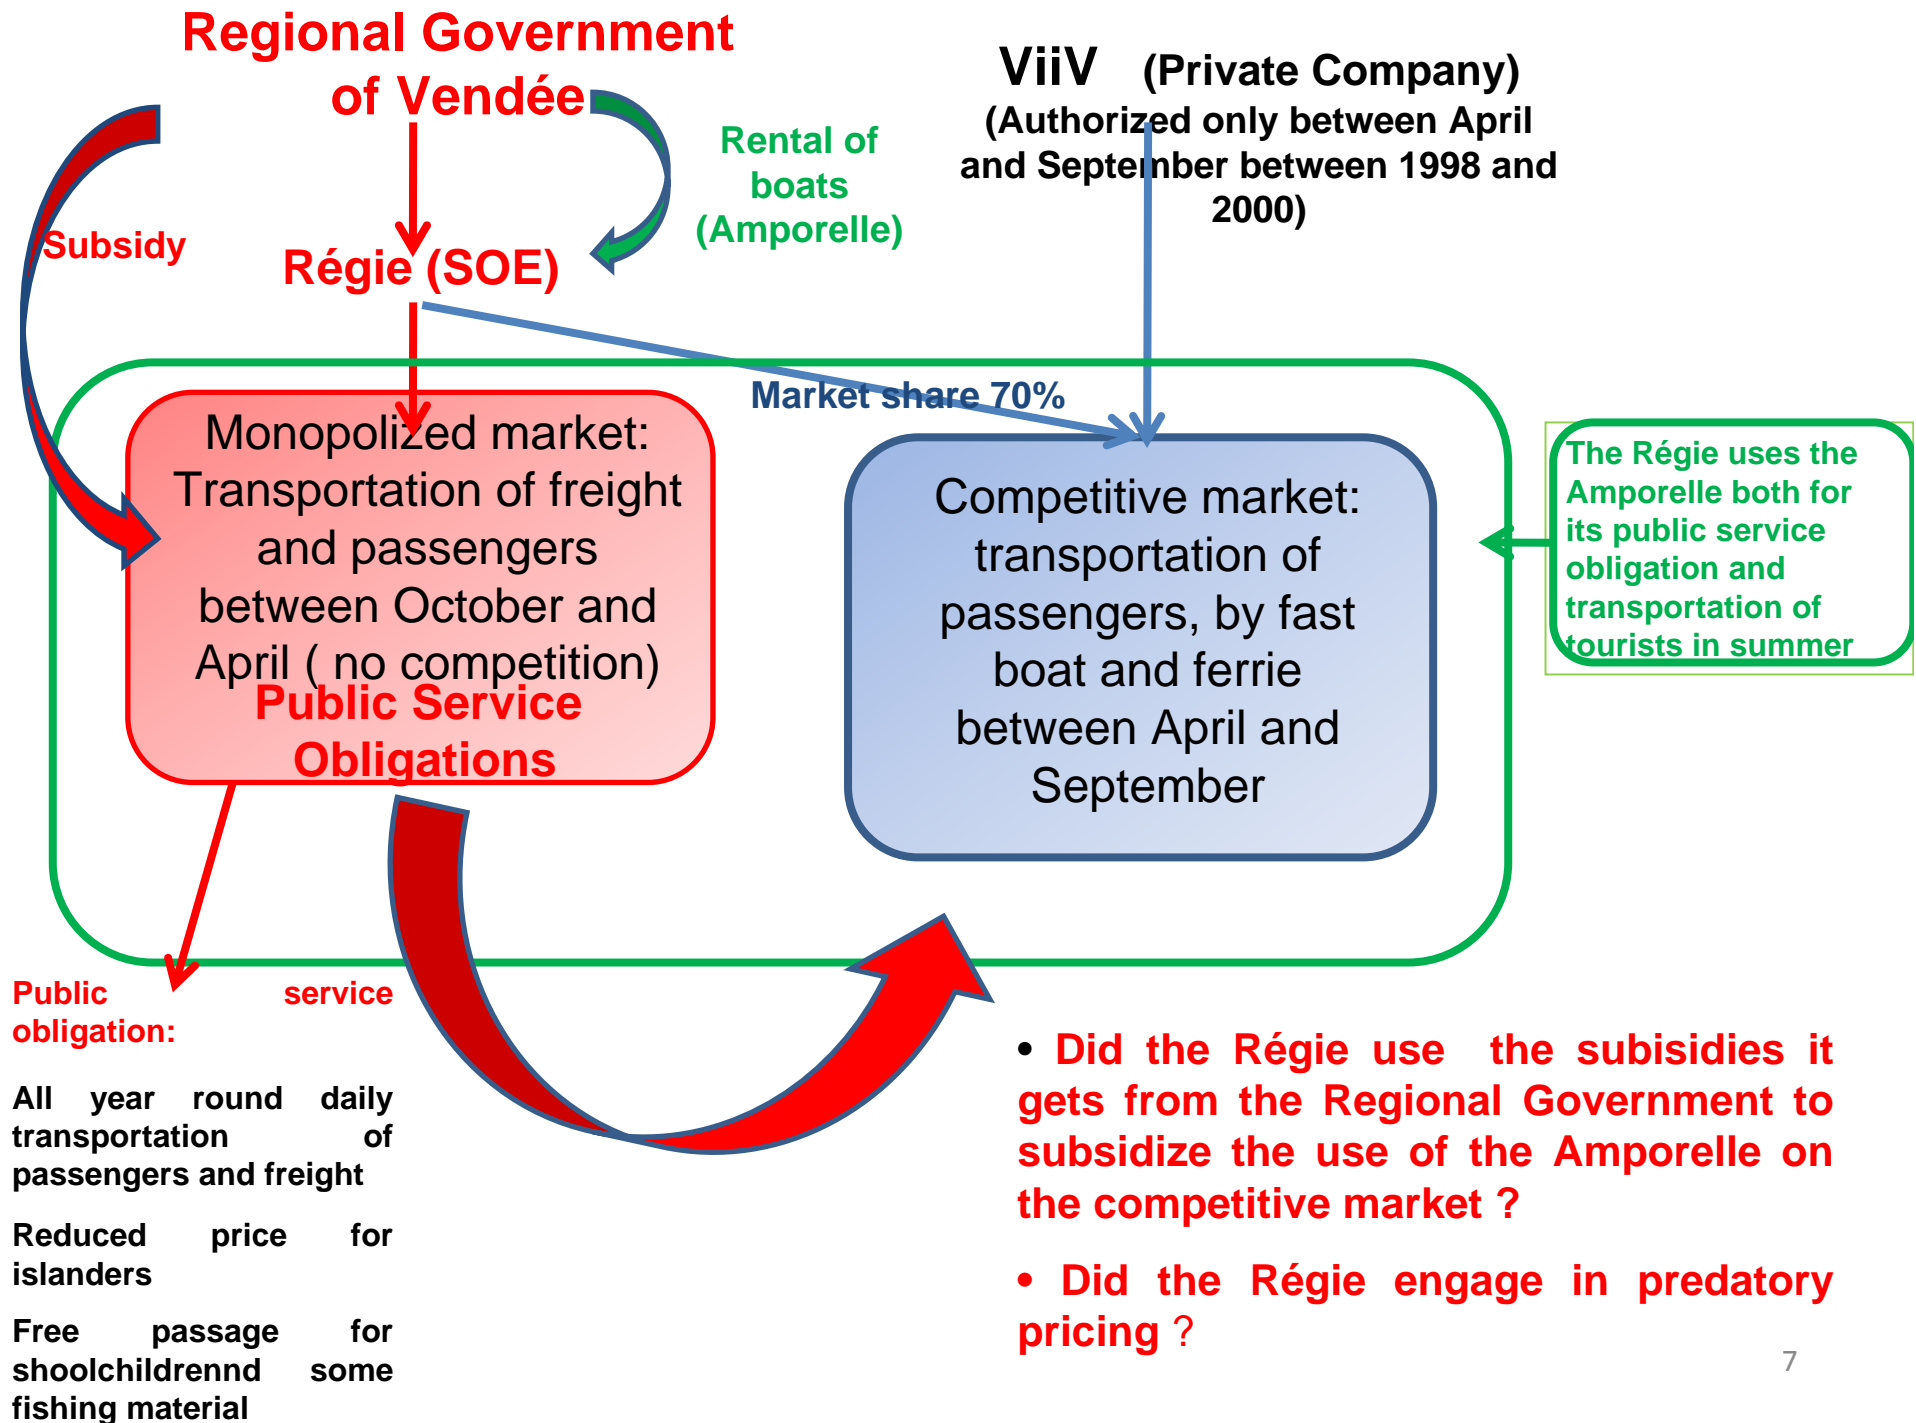 Regional Government
of Vendée
ViiV (Private Company)
(Authorized only between April
and September between 1998 and
2000)
Rental of
boats
(Amporelle)
Subsidy
Régie (SOE)
Market share 70%
Monopolized market:
Transportation of freight
and passengers
between October and
April ( no competition)
Public Service
Obligations
Competitive market:
transportation of
passengers, by fast
boat and ferrie
between April and
September
The Régie uses the
Amporelle both for
its public service
obligation and
transportation of
tourists in summer
Public service
obligation:
All year round daily
transportation of
passengers and freight
Reduced price for
islanders
Free passage for
shoolchildrennd some
fishing material
• Did the Régie use the subisidies it
gets from the Regional Government to
subsidize the use of the Amporelle on
the competitive market ?
• Did the Régie engage in predatory
pricing ?
7